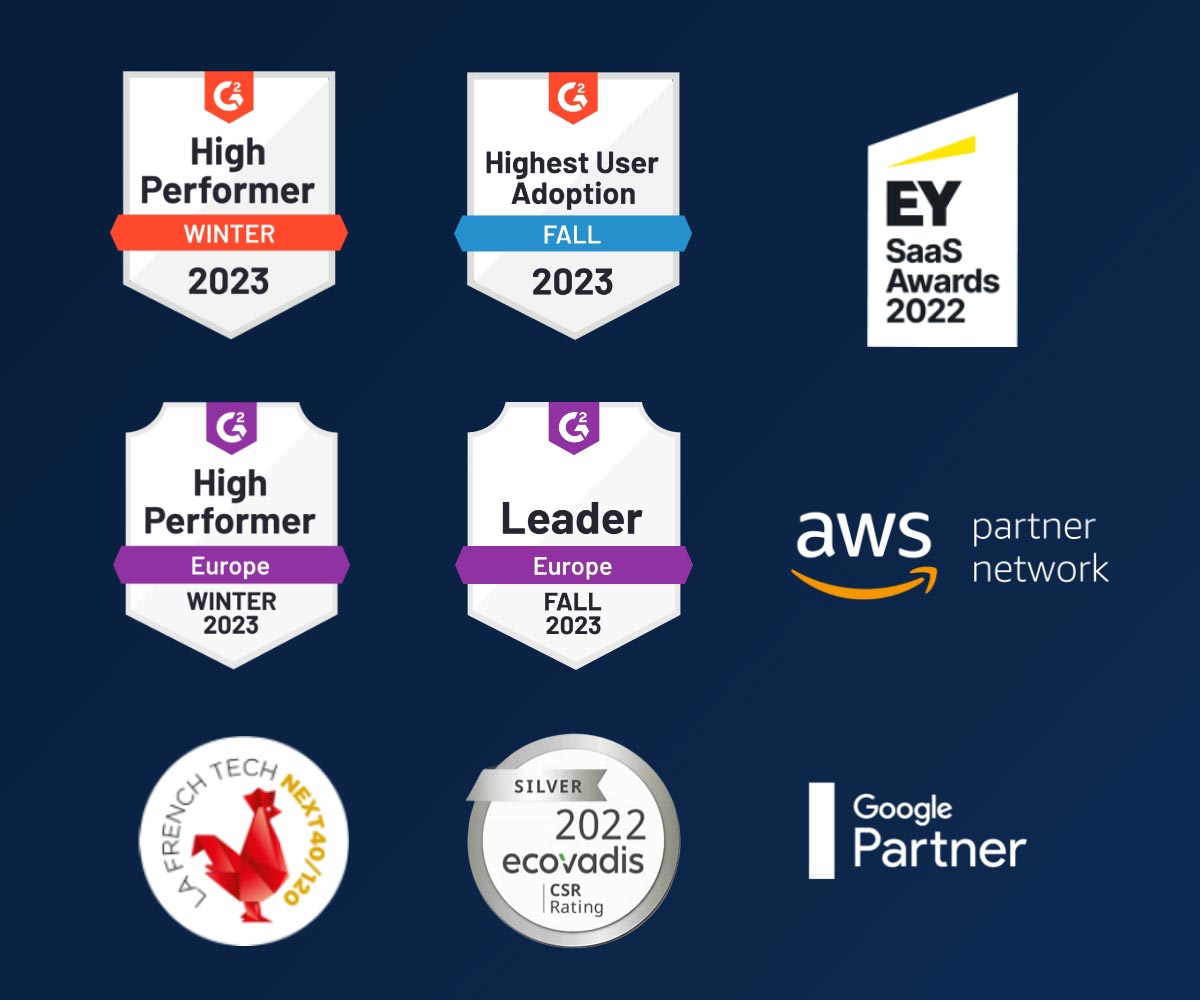 G2
High
Performer
WINTER
2023
G2
Highest User
Adoption
FALL
2023
EY
SaaS
Awards
2022
G2
High
Performer
Europe
WINTER
2023
G2
Leader
Europe
FALL
2023
aws
partner
network
LA FRENCH TECH NEXT40/120
SILVER
2022
ecovadis
CSR
Rating
Google
Partner